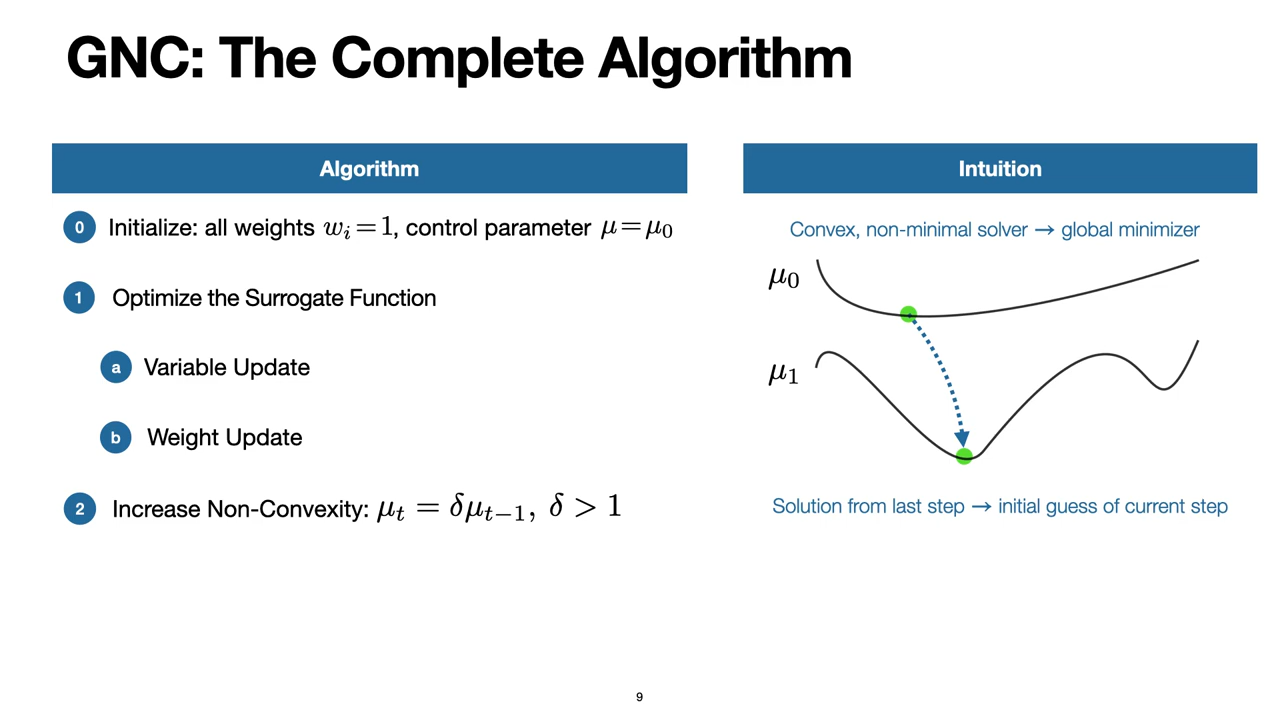 GNC: The Complete Algorithm
Algorithm
0 Initialize: all weights wᵢ = 1, control parameter μ = μ₀
1 Optimize the Surrogate Function
a Variable Update
b Weight Update
2 Increase Non-Convexity: μₜ = δμₜ₋₁, δ > 1
Intuition
Convex, non-minimal solver → global minimizer
μ₀
μ₁
Solution from last step → initial guess of current step
9